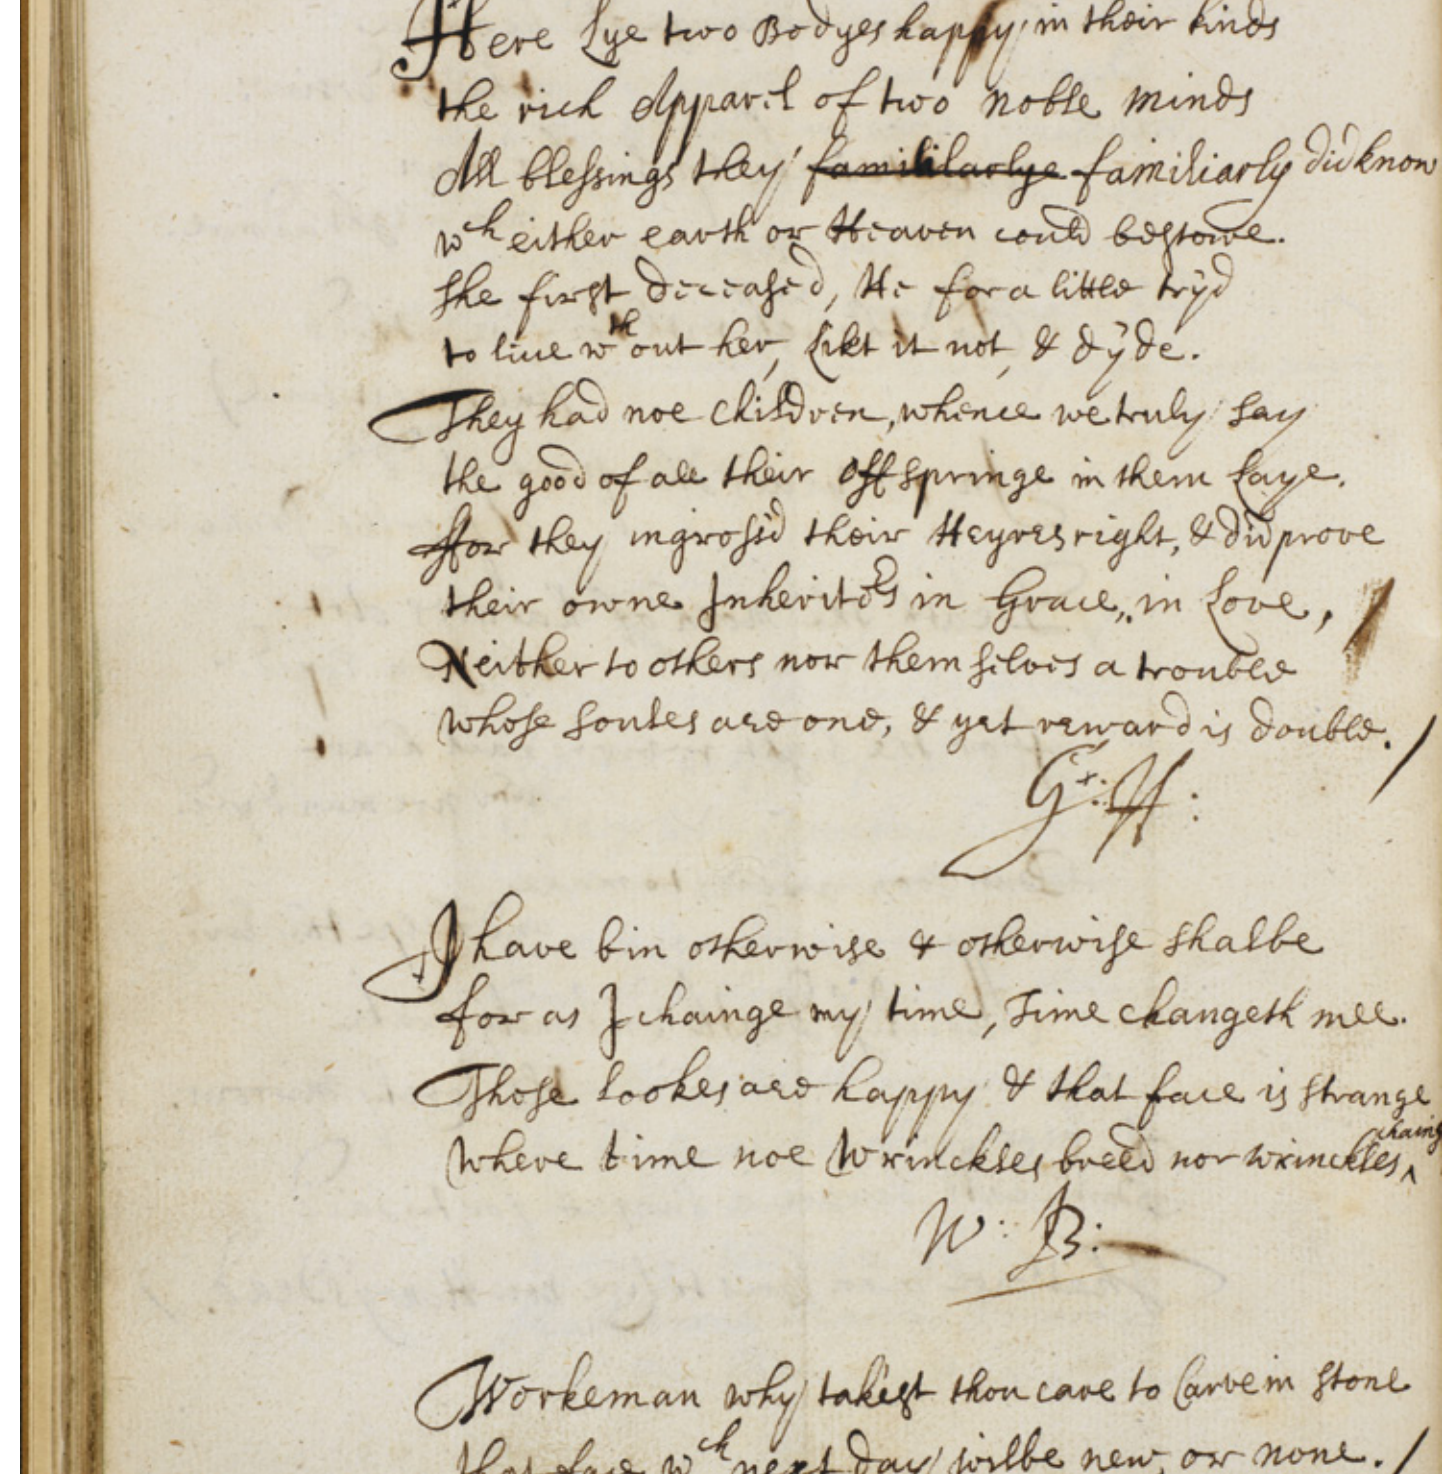 Here Lye two Bodyes happy in their kinds
the rich Apparel of two noble minds
All blessings they famililarlye familiarly did know
wch either earth or Heaven could bestowe.
She first deceased, He for a little trÿd
to live wth out her, Likt it not, & dÿde.
They had noe children, whence we truly say
the good of all their offspringe in them Laye.
For they ingross'd their Heyres right, & did prove
their owne Inheritors in Grace, in Love,
Neither to others nor themselves a trouble
whose soules are one, & yet reward is double. /
G: H:
I have bin otherwise & otherwise shalbe
for as I chainge my time, Time changeth mee.
Those Lookes are happy & that face is strange
Where time noe Wrinckles breed nor wrinckles ^
W: B:
Workeman why takest thou care to Carve in stone
that face wch next day wilbe new, or none. /